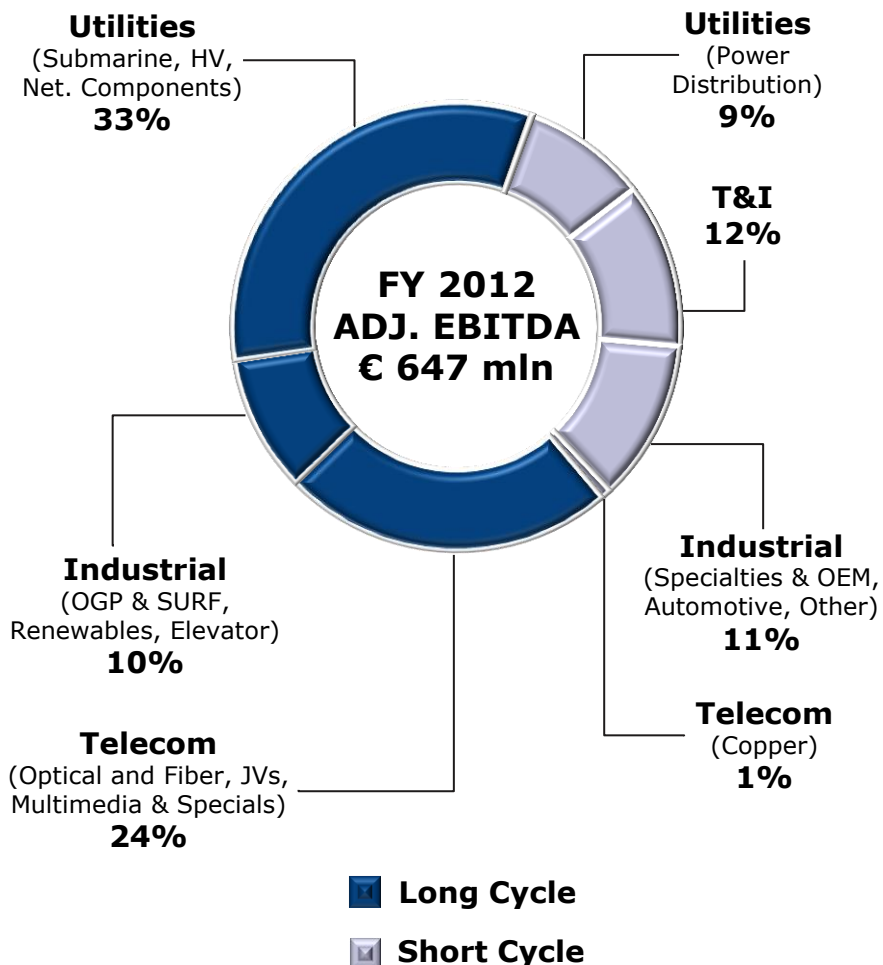 Utilities
(Submarine, HV,
Net. Components)
33%
Utilities
(Power
Distribution)
9%
T&I
12%
FY 2012
ADJ. EBITDA
€ 647 mln
Industrial
(OGP & SURF,
Renewables, Elevator)
10%
Industrial
(Specialties & OEM,
Automotive, Other)
11%
Telecom
(Optical and Fiber, JVs,
Multimedia & Specials)
24%
Telecom
(Copper)
1%
Long Cycle
Short Cycle